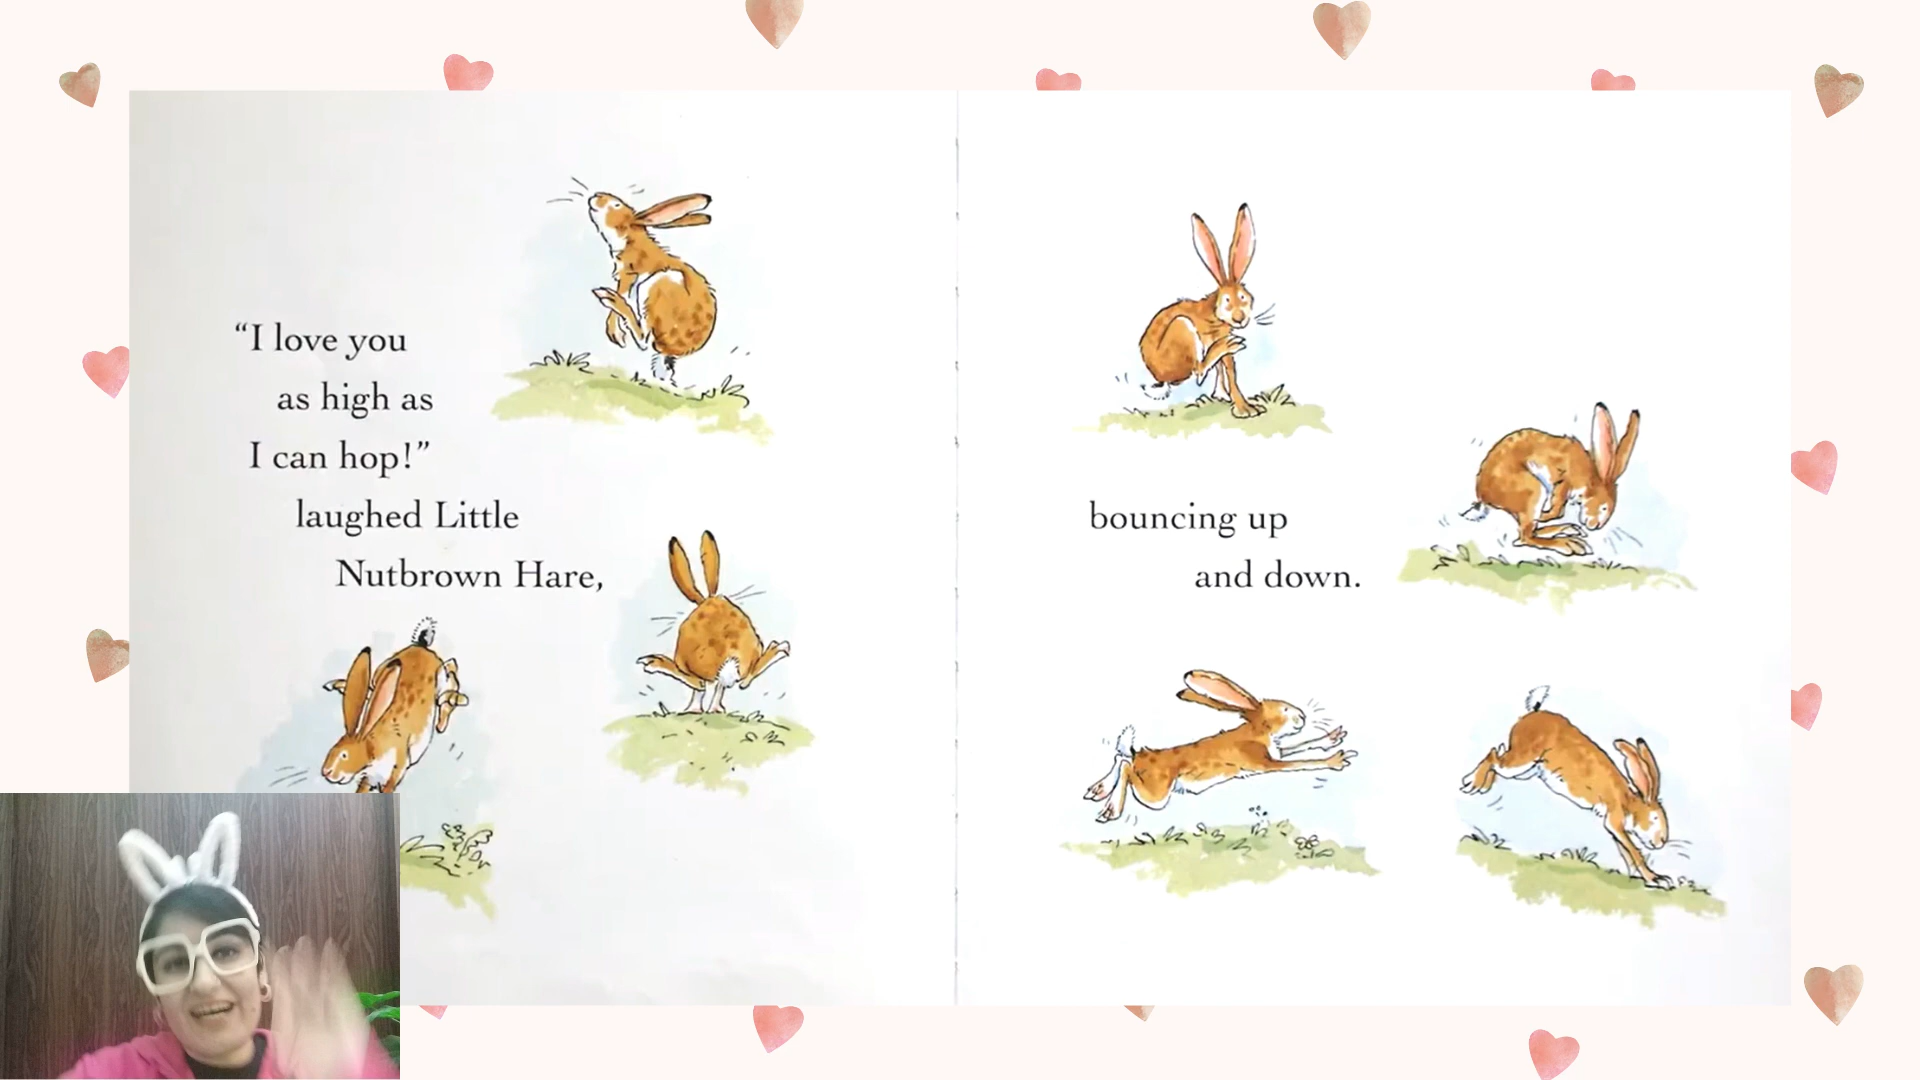 “I love you
as high as
I can hop!”
laughed Little
Nutbrown Hare,
bouncing up
and down.